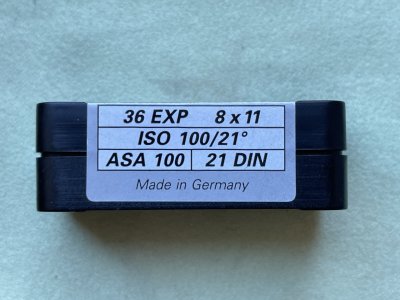 36 EXP 8 x 11
ISO 100/21°
ASA 100 21 DIN
Made in Germany